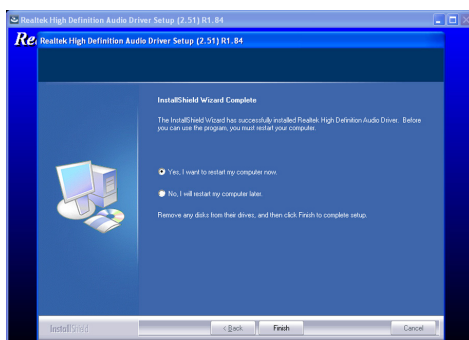 Realtek High Definition Audio Driver Setup (2.51) R1.84
Re
Realtek High Definition Audio Driver Setup (2.51) R1.84
InstallShield Wizard Complete
The InstallShield Wizard has successfully installed Realtek High Definition Audio Driver. Before
you can use the program, you must restart your computer.
Yes, I want to restart my computer now.
No, I will restart my computer later.
Remove any disks from their drives, and then click Finish to complete setup.
InstallShield
< Back
Finish
Cancel